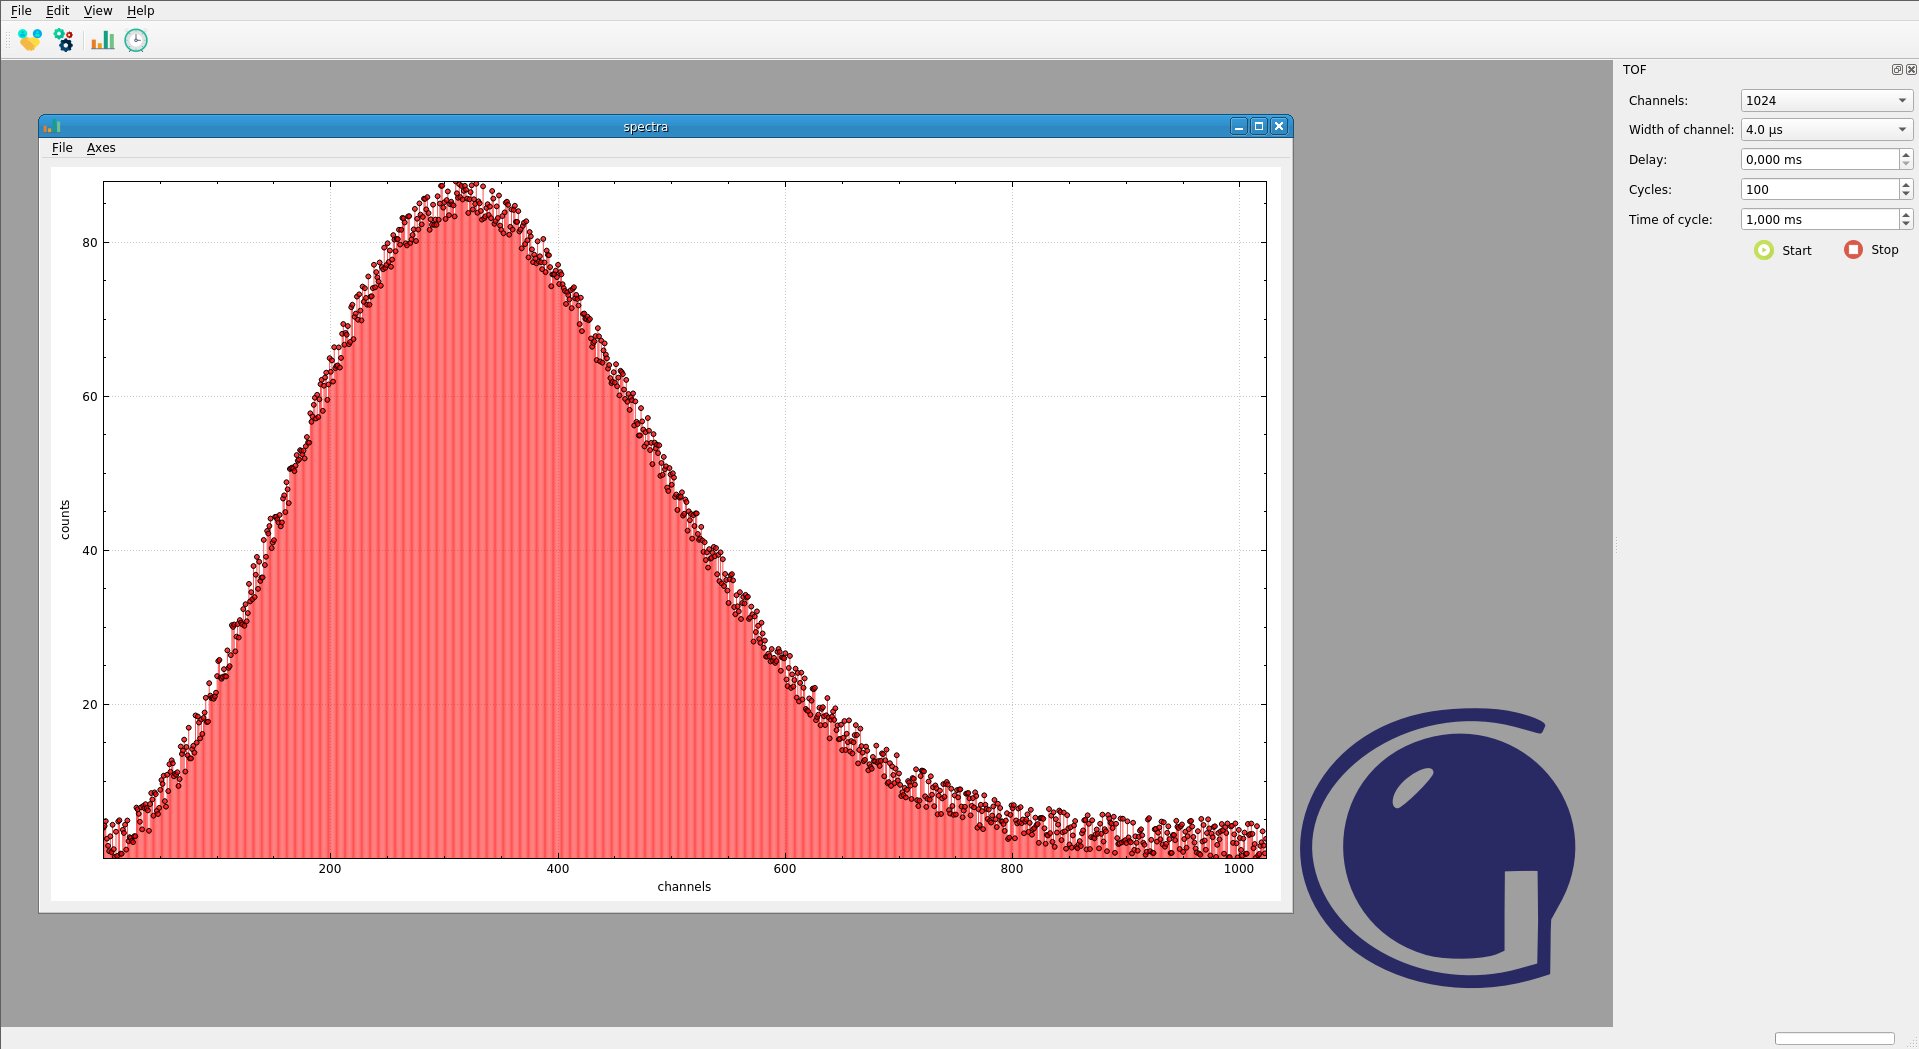 File Edit View Help
TOF
Channels: 1024
Width of channel: 4.0 µs
Delay: 0,000 ms
Cycles: 100
Time of cycle: 1,000 ms
Start Stop
spectra
File Axes
80
60
40
20
counts
200 400 600 800 1000
channels